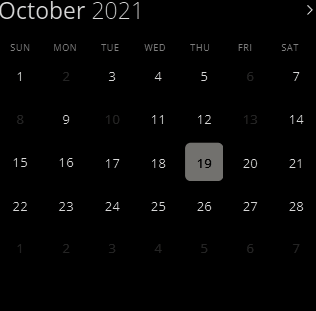 October 2021
SUN MON TUE WED THU FRI SAT
1 2 3 4 5 6 7
8 9 10 11 12 13 14
15 16 17 18 19 20 21
22 23 24 25 26 27 28
1 2 3 4 5 6 7